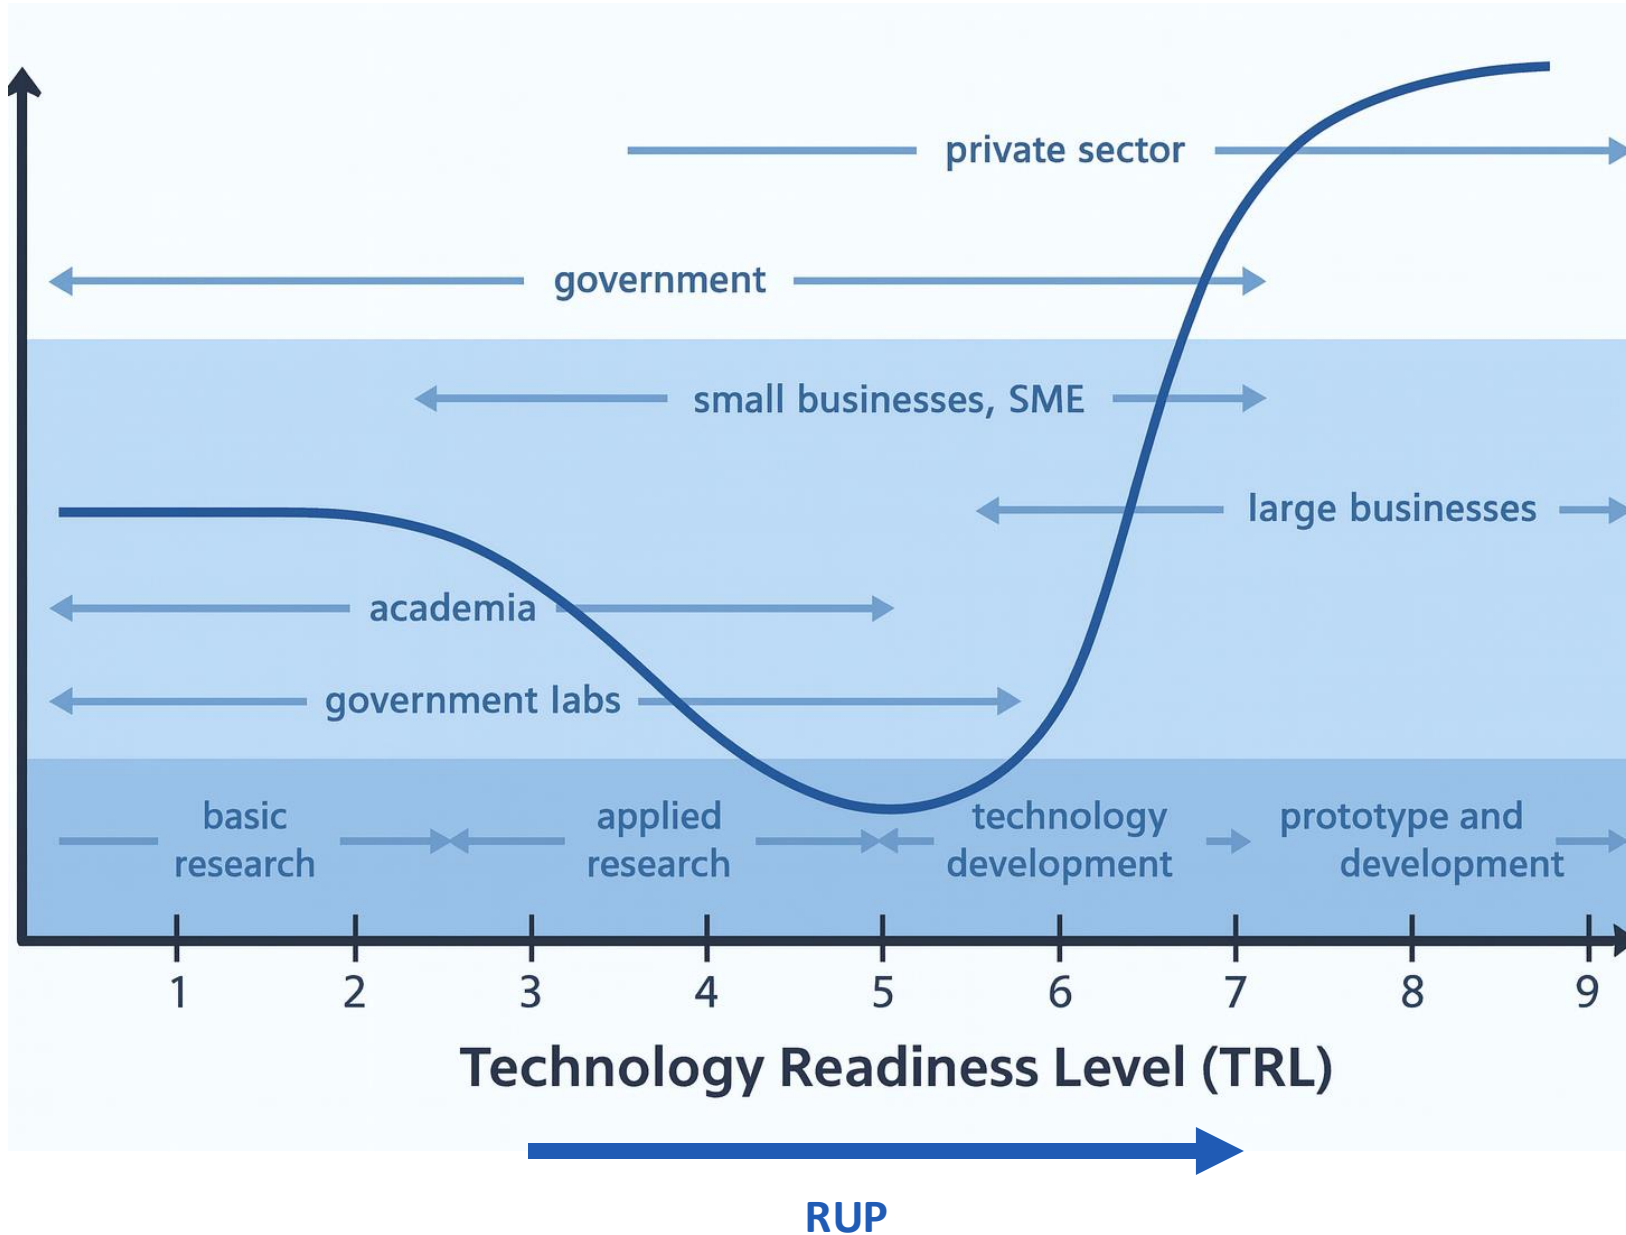 private sector
government
small businesses, SME
large businesses
academia
government labs
basic
research
applied
research
technology
development
prototype and
development
1 2 3 4 5 6 7 8 9
Technology Readiness Level (TRL)
RUP